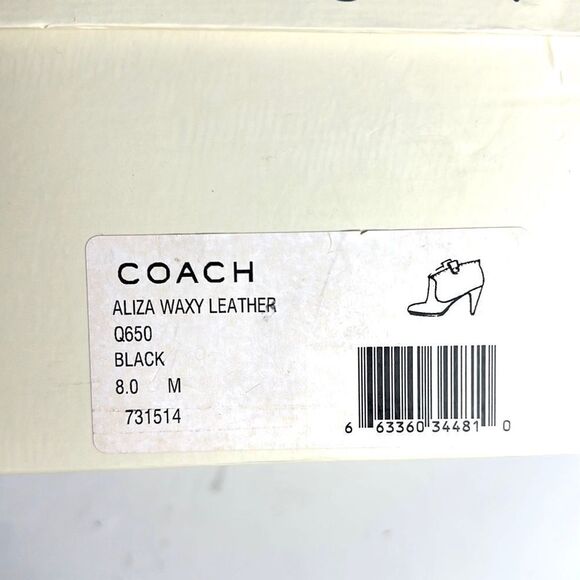 COACH
ALIZA WAXY LEATHER
Q650
BLACK
8.0 M
731514
6 63360 34481 0